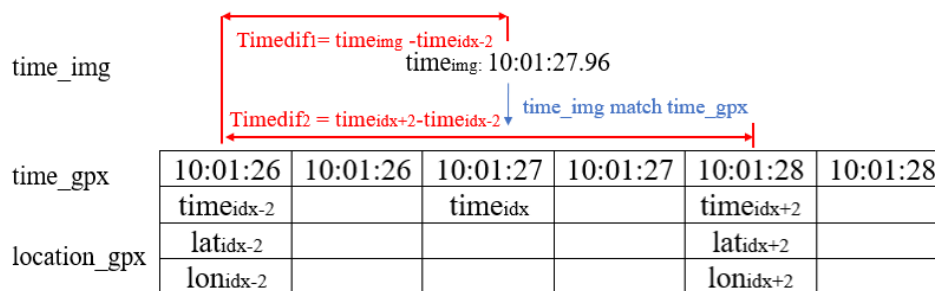 Timedif1= timeimg -timeidx-2
time_img
timeimg: 10:01:27.96
time_img match time_gpx
Timedif2 = timeidx+2-timeidx-2
time_gpx 10:01:26 10:01:26 10:01:27 10:01:27 10:01:28 10:01:28
timeidx-2 timeidx timeidx+2
location_gpx
latidx-2 latidx+2
lonidx-2 lonidx+2